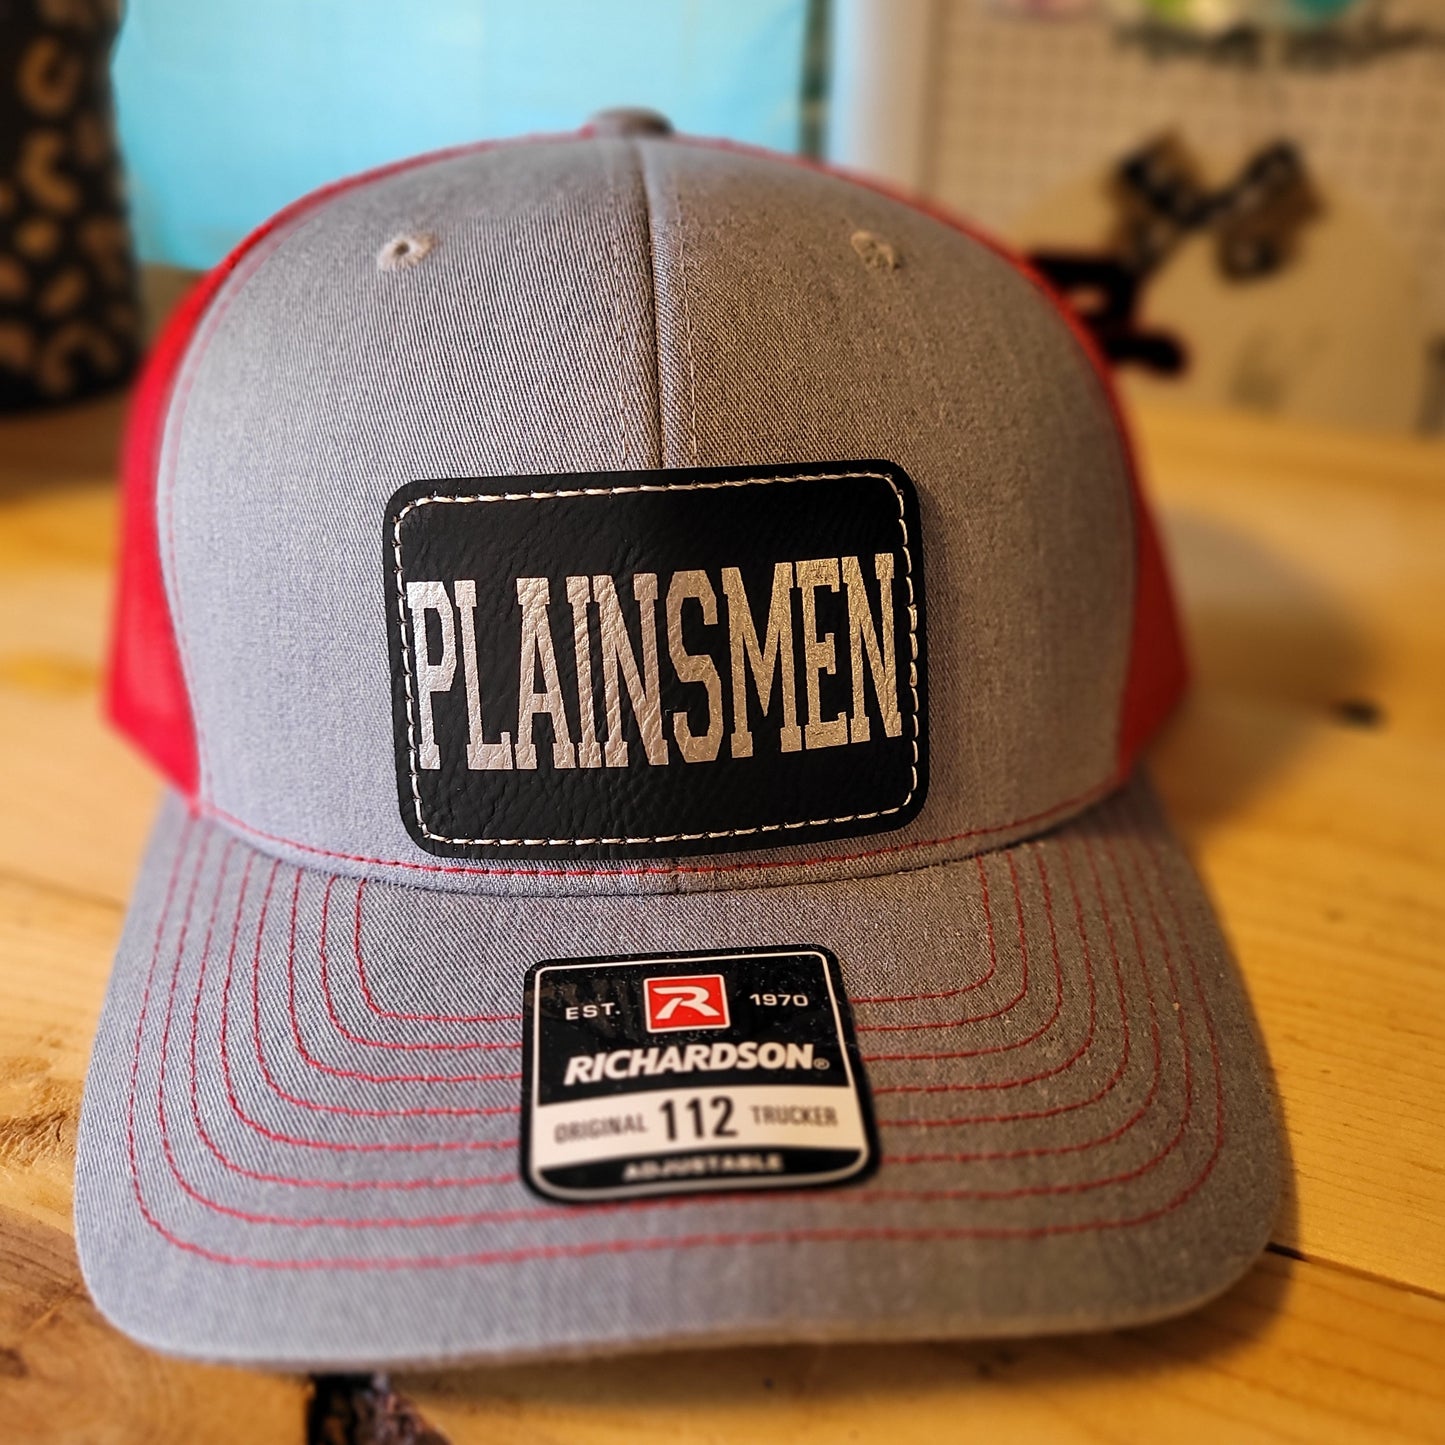 PLAINSMEN
EST. R 1970
RICHARDSON®
ORIGINAL 112 TRUCKER
ADJUSTABLE